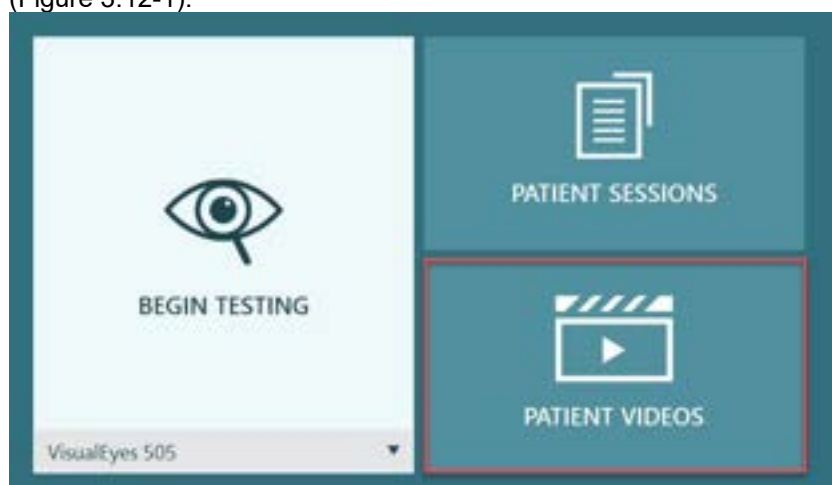 (Figure 3.12-1).
BEGIN TESTING
VisualEyes 505
PATIENT SESSIONS
PATIENT VIDEOS